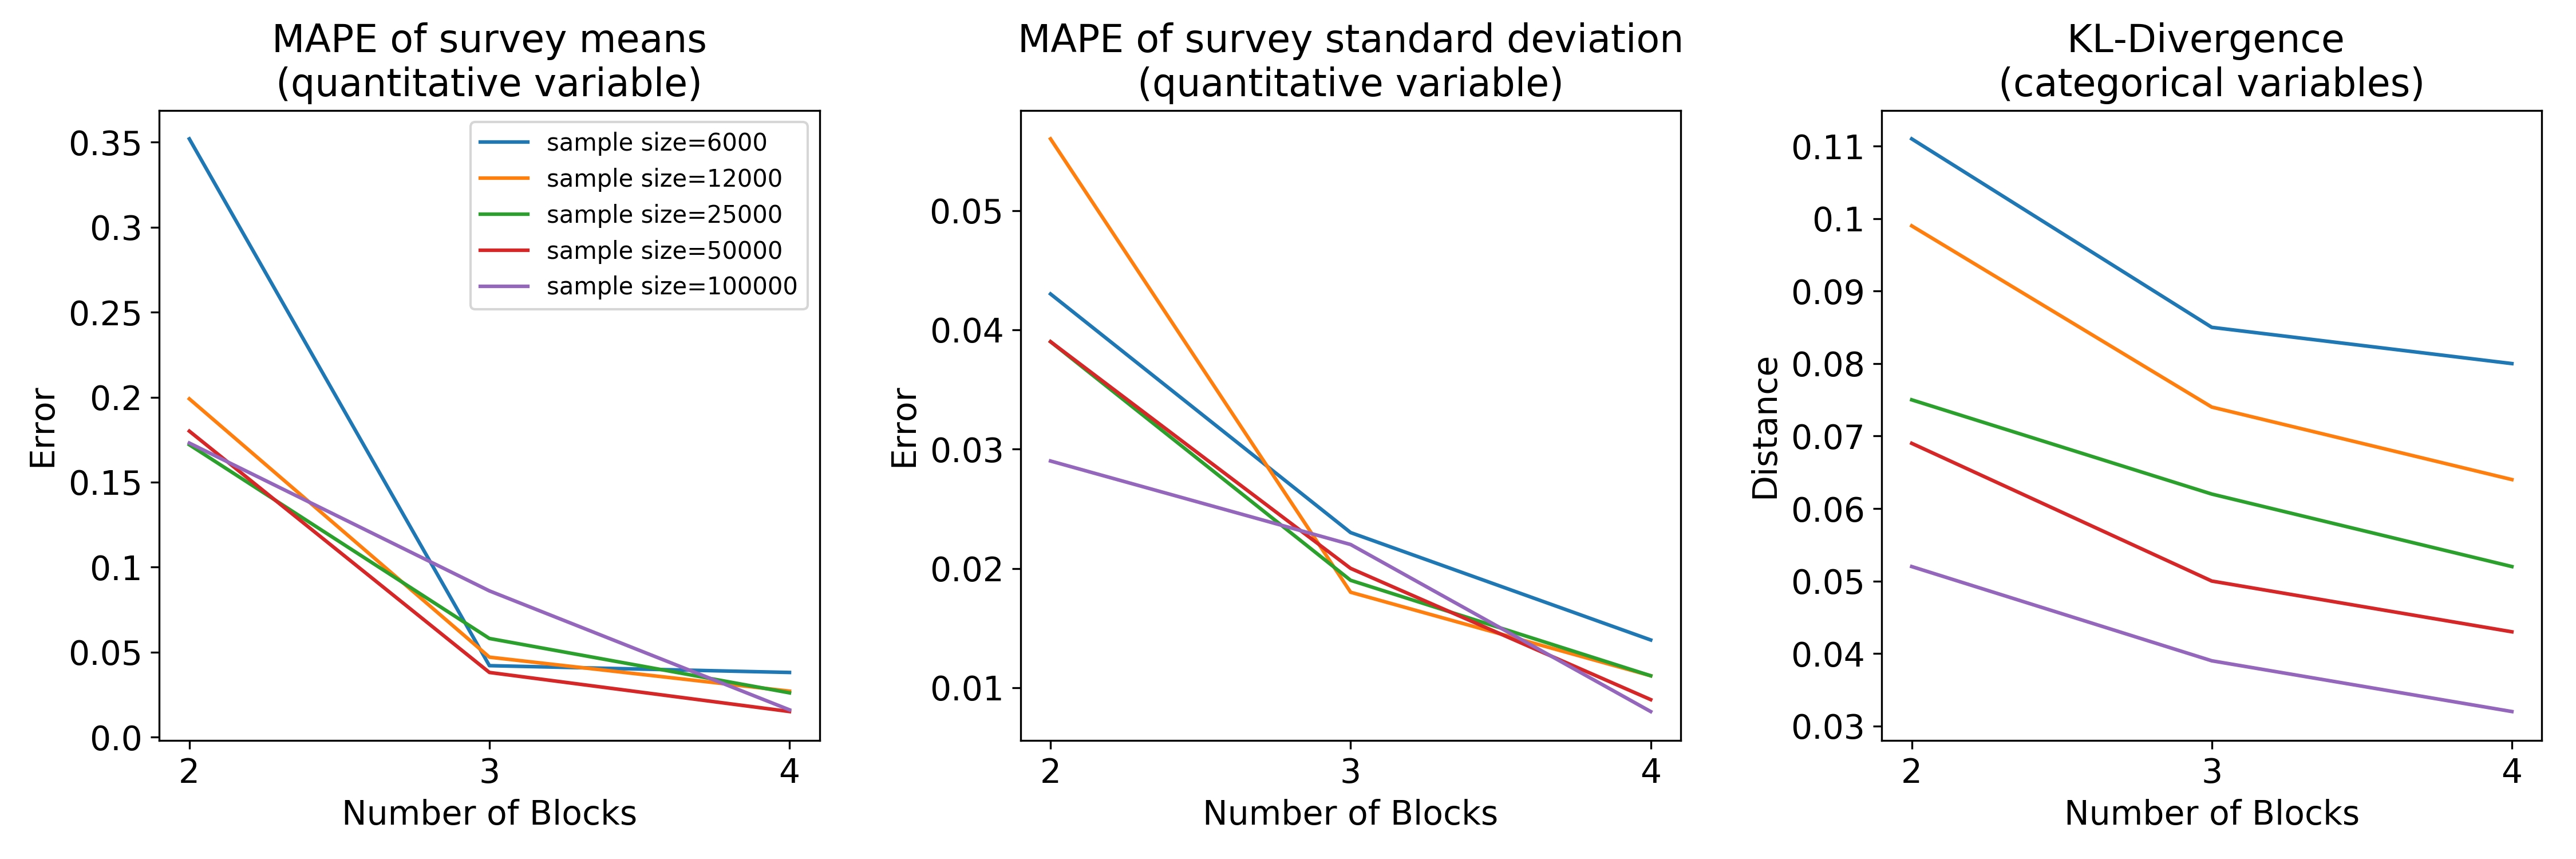 MAPE of survey means
(quantitative variable)
0.35
0.3
0.25
0.2
0.15
0.1
0.05
0.0
Error
sample size=6000
sample size=12000
sample size=25000
sample size=50000
sample size=100000
2
3
4
Number of Blocks
MAPE of survey standard deviation
(quantitative variable)
0.05
0.04
0.03
0.02
0.01
Error
2
3
4
Number of Blocks
KL-Divergence
(categorical variables)
0.11
0.1
0.09
0.08
0.07
0.06
0.05
0.04
0.03
Distance
2
3
4
Number of Blocks